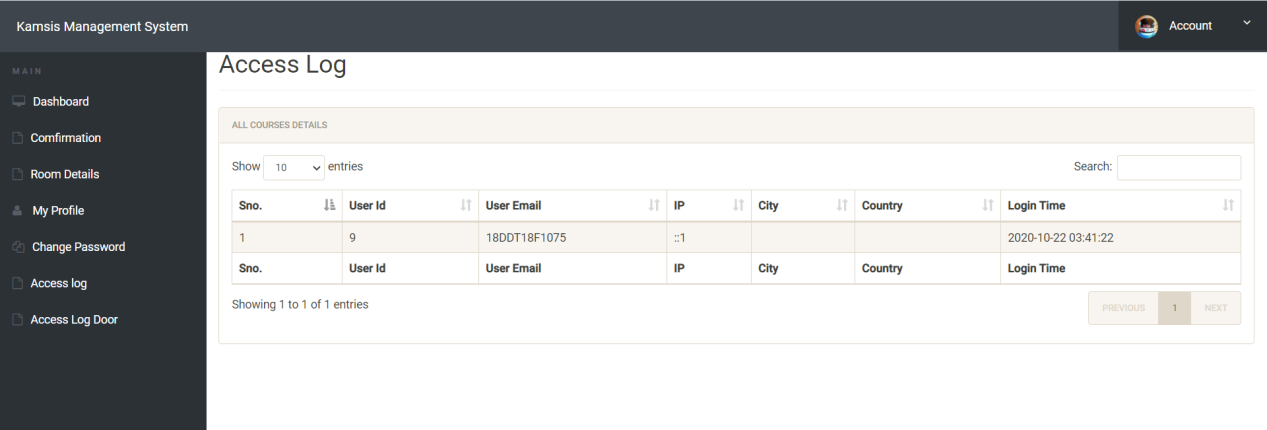 Kamsis Management System
Account
MAIN
Dashboard
Comfirmation
Room Details
My Profile
Change Password
Access log
Access Log Door
Access Log
ALL COURSES DETAILS
Show 10 entries
Search:
Sno. User Id User Email IP City Country Login Time
1 9 18DDT18F1075 ::1 2020-10-22 03:41:22
Sno. User Id User Email IP City Country Login Time
Showing 1 to 1 of 1 entries
PREVIOUS 1 NEXT